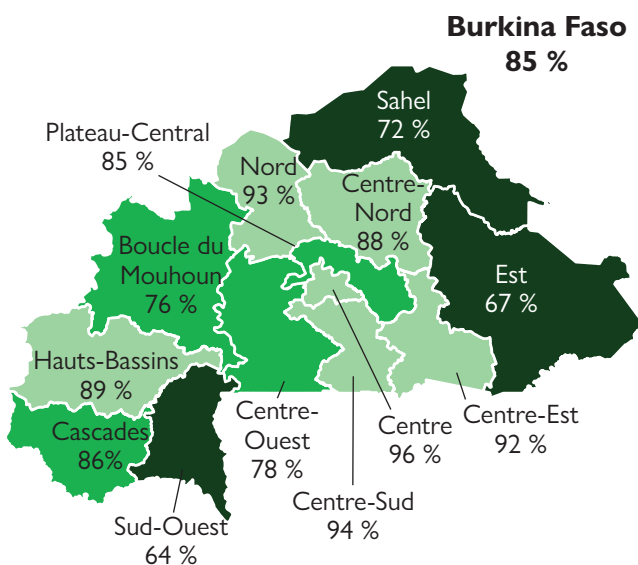 Burkina Faso
85 %
Sahel
72 %
Plateau-Central
85 %
Nord
93 %
Centre-
Nord
88 %
Boucle du
Mouhoun
76 %
Est
67 %
Hauts-Bassins
89 %
Cascades
86%
Centre-
Ouest
78 %
Centre
96 %
Centre-Est
92 %
Centre-Sud
94 %
Sud-Ouest
64 %